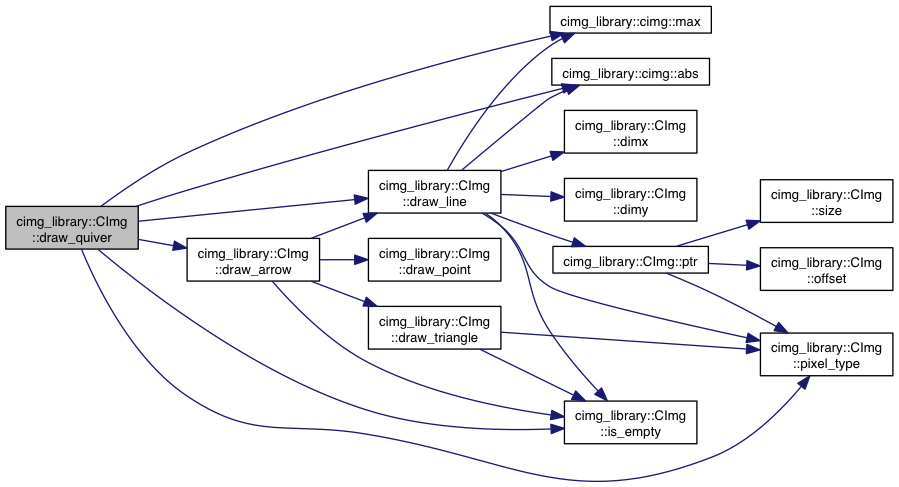 cimg_library::CImg
::draw_quiver
cimg_library::CImg
::draw_arrow
cimg_library::CImg
::draw_line
cimg_library::CImg
::draw_point
cimg_library::CImg
::draw_triangle
cimg_library::cimg::max
cimg_library::cimg::abs
cimg_library::CImg
::dimx
cimg_library::CImg
::dimy
cimg_library::CImg::ptr
cimg_library::CImg
::is_empty
cimg_library::CImg
::size
cimg_library::CImg
::offset
cimg_library::CImg
::pixel_type